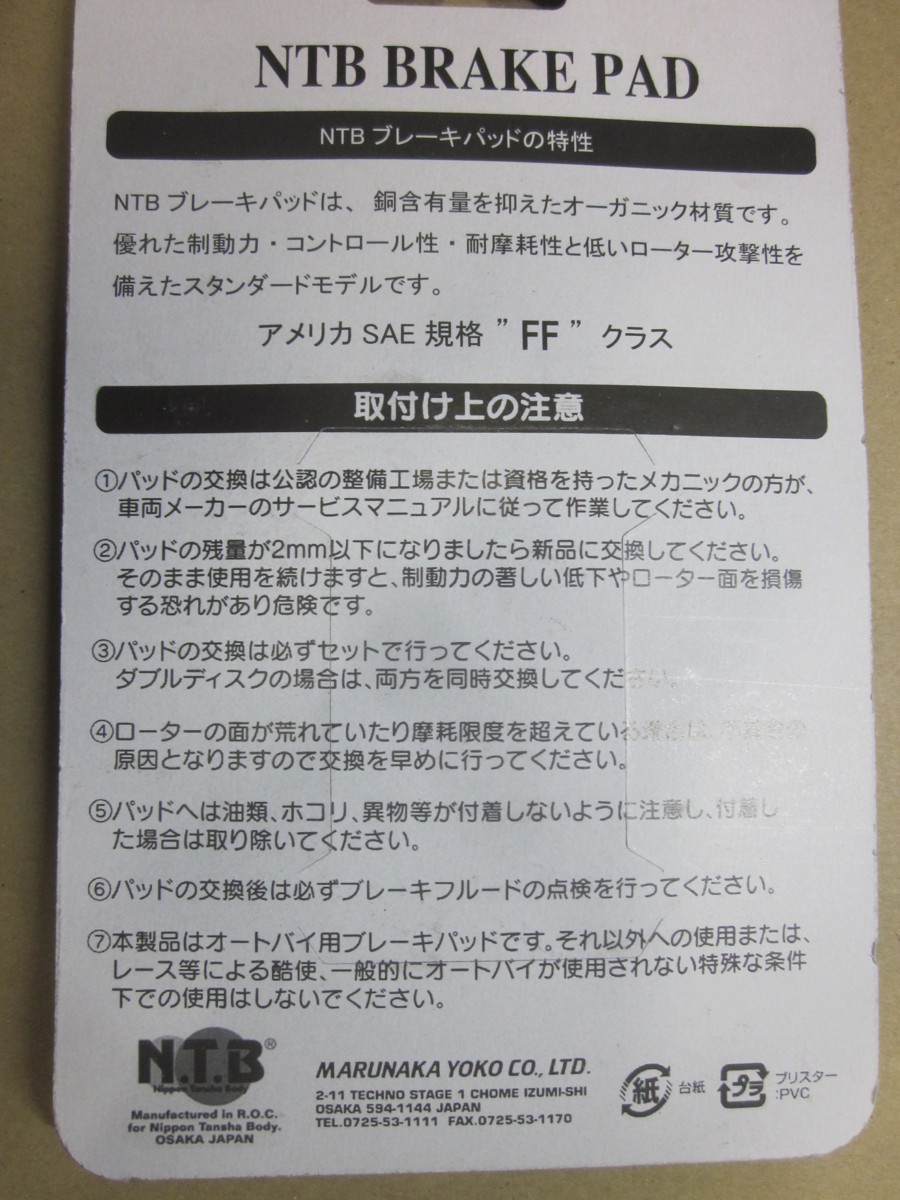 NTB BRAKE PAD
NTB ブレーキパッドの特性
NTB ブレーキパッドは、銅含有量を抑えたオーガニック材質です。
優れた制動力・コントロール性・耐摩耗性と低いローター攻撃性を
備えたスタンダードモデルです。
アメリカ SAE 規格 ” FF ” クラス
取付け上の注意
①パッドの交換は公認の整備工場または資格を持ったメカニックの方が、
車両メーカーのサービスマニュアルに従って作業してください。
②パッドの残量が2mm以下になりましたら新品に交換してください。
そのまま使用を続けますと、制動力の著しい低下やローター面を損傷
する恐れがあり危険です。
③パッドの交換は必ずセットで行ってください。
ダブルディスクの場合は、両方を同時交換してください。
④ローターの面が荒れていたり摩耗限度を超えている場合は、の
原因となりますので交換を早めに行ってください。
⑤パッドへは油類、ホコリ、異物等が付着しないように注意し、付着し
た場合は取り除いてください。
⑥パッドの交換後は必ずブレーキフルードの点検を行ってください。
⑦本製品はオートバイ用ブレーキパッドです。それ以外への使用または、
レース等による酷使、一般的にオートバイが使用されない特殊な条件
下での使用はしないでください。
N.T.B®
Nippon Tansha Body
Manufactured in R.O.C.
for Nippon Tansha Body.
OSAKA JAPAN
MARUNAKA YOKO CO., LTD.
2-11 TECHNO STAGE 1 CHOME IZUMI-SHI
OSAKA 594-1144 JAPAN
TEL.0725-53-1111 FAX.0725-53-1170
紙
台紙
プラ
ブリスター
:PVC